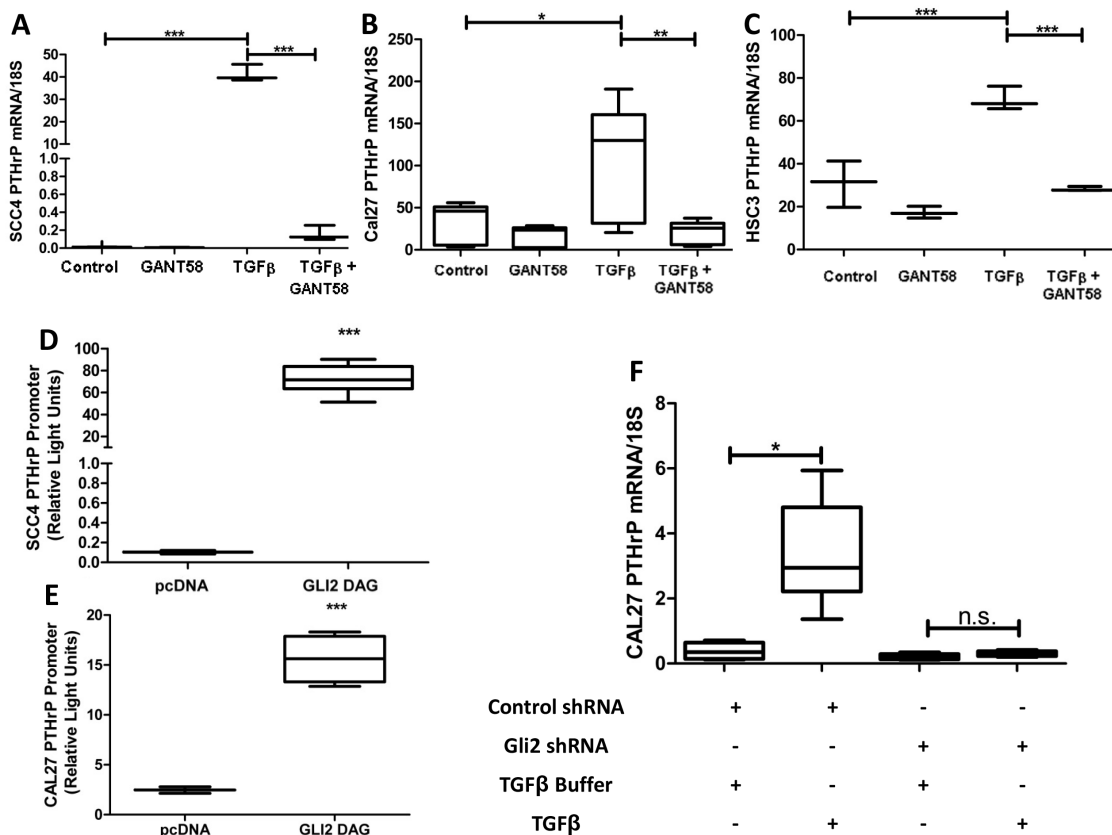 A
SCC4 PTHrP mRNA/18S
50
40
30
20
10
1.0
0.8
0.6
0.4
0.2
0.0
***
***
Control
GANT58
TGFβ
TGFβ +
GANT58
B
Cal27 PTHrP mRNA/18S
250
200
150
100
50
0
*
**
Control
GANT58
TGFβ
TGFβ +
GANT58
C
HSC3 PTHrP mRNA/18S
100
80
60
40
20
0
***
***
Control
GANT58
TGFβ
TGFβ +
GANT58
D
SCC4 PTHrP Promoter
(Relative Light Units)
100
80
60
40
20
1.0
0.8
0.6
0.4
0.2
0.0
***
pcDNA
GLI2 DAG
E
CAL27 PTHrP Promoter
(Relative Light Units)
20
15
10
5
0
***
pcDNA
GLI2 DAG
F
CAL27 PTHrP mRNA/18S
8
6
4
2
0
*
n.s.
Control shRNA + + - -
Gli2 shRNA - - + +
TGFβ Buffer + - + -
TGFβ - + - +